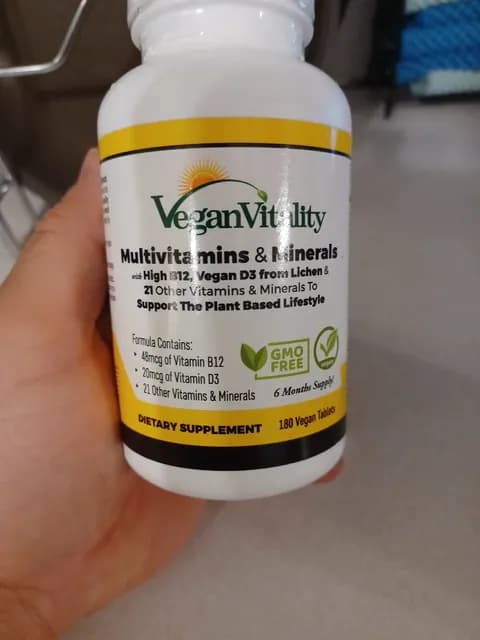 VeganVitality
Multivitamins & Minerals
with High B12, Vegan D3 from Lichen &
21 Other Vitamins & Minerals To
Support The Plant Based Lifestyle
Formula Contains:
• 48mcg of Vitamin B12
• 20mcg of Vitamin D3
• 21 Other Vitamins & Minerals
GMO
FREE
6 Months Supply!
DIETARY SUPPLEMENT
180 Vegan Tablets